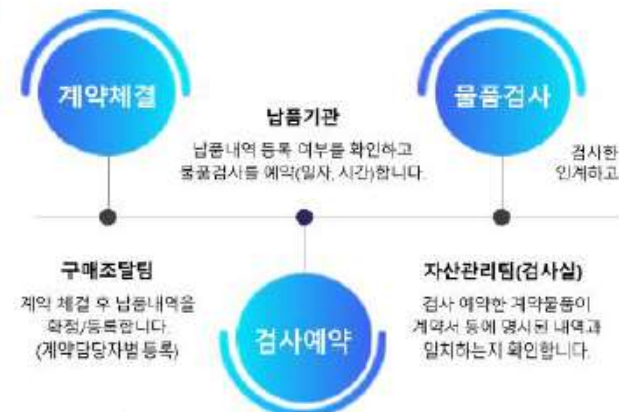 계약체결
구매조달팀
계약 체결 후 납품내역을
확정/등록합니다.
(계약담당자별 등록)
납품기관
납품내역 등록 여부를 확인하고
물품검사를 예약(일자, 시간)합니다.
검사예약
물품검사
자산관리팀(검사실)
검사 예약한 계약물품이
계약서 등에 명시된 내역과
일치하는지 확인합니다.
검사한
인계하고